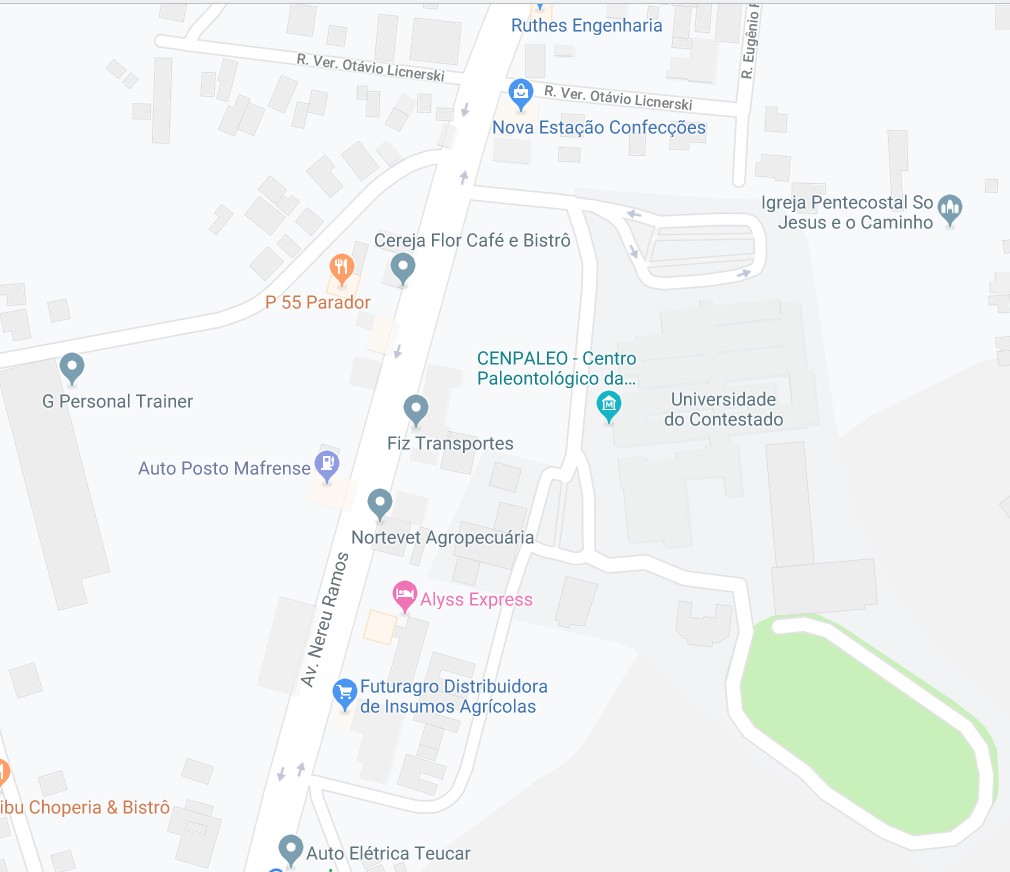 Ruthes Engenharia
R. Ver. Otávio Licnerski
R. Ver. Otávio Licnerski
R. Eugênio
Nova Estação Confecções
Igreja Pentecostal So
Jesus e o Caminho
Cereja Flor Café e Bistrô
P 55 Parador
CENPALEO - Centro
Paleontológico da...
G Personal Trainer
Universidade
do Contestado
Fiz Transportes
Auto Posto Mafrense
Nortevet Agropecuária
Av. Nereu Ramos
Alyss Express
Futuragro Distribuidora
de Insumos Agrícolas
ibu Choperia & Bistrô
Auto Elétrica Teucar